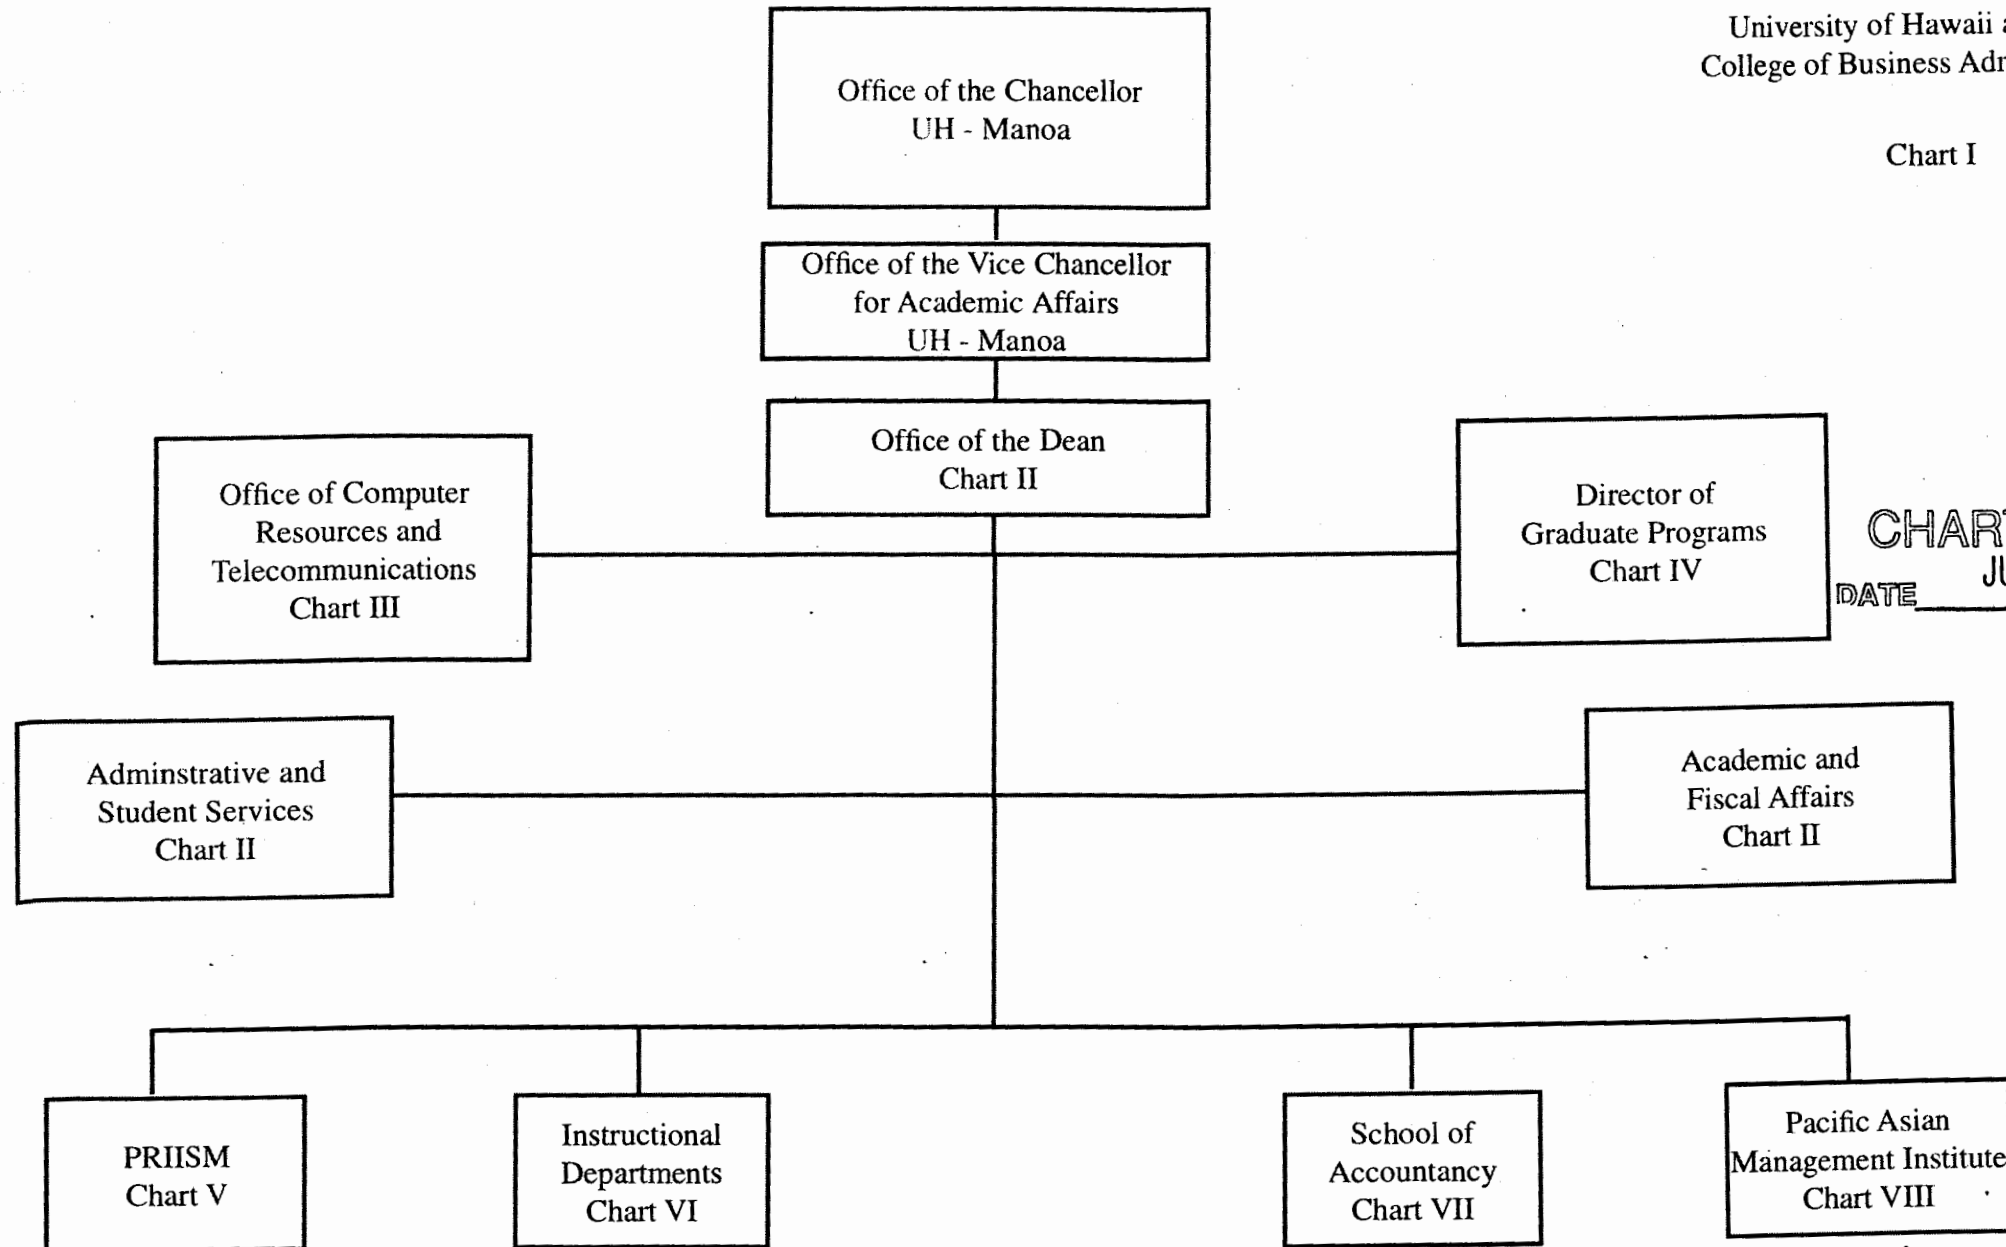 University of Hawaii
College of Business
Chart I
Office of the Chancellor
UH - Manoa
Office of the Vice Chancellor
for Academic Affairs
UH - Manoa
Office of the Dean
Chart II
Office of Computer
Resources and
Telecommunications
Chart III
Director of
Graduate Programs
Chart IV
DATE
Adminstrative and
Student Services
Chart II
Academic and
Fiscal Affairs
Chart II
PRIISM
Chart V
Instructional
Departments
Chart VI
School of
Accountancy
Chart VII
Pacific Asian
Management Institute
Chart VIII